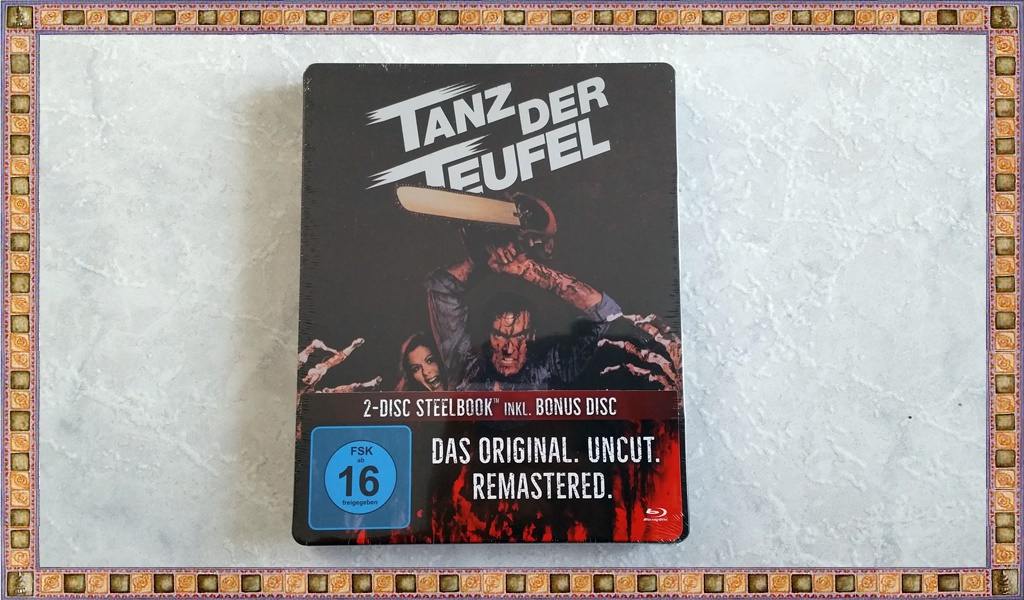 TANZ DER
TEUFEL
2-DISC STEELBOOK™ INKL. BONUS DISC
FSK
ab
16
freigegeben
DAS ORIGINAL. UNCUT.
REMASTERED.
Blu-ray Disc